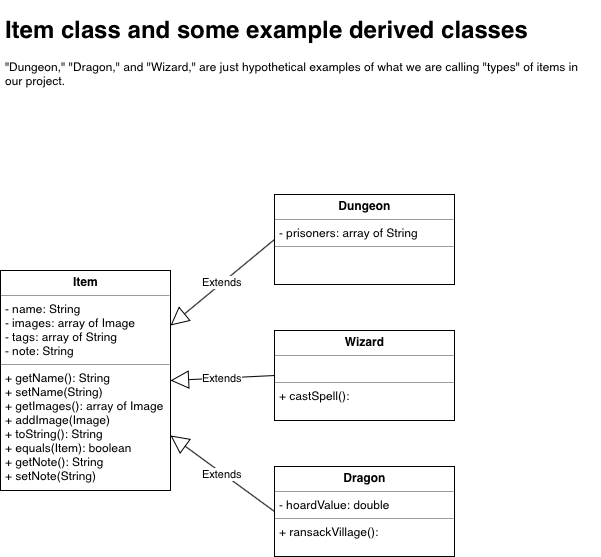 Item class and some example derived classes
"Dungeon," "Dragon," and "Wizard," are just hypothetical examples of what we are calling "types" of items in
our project.
Dungeon
- prisoners: array of String
Extends
Item
- name: String
- images: array of Image
- tags: array of String
- note: String
+ getName(): String
+ setName(String)
+ getImages(): array of Image
+ addImage(Image)
+ toString(): String
+ equals(Item): boolean
+ getNote(): String
+ setNote(String)
Extends
Wizard
+ castSpell():
Extends
Dragon
- hoardValue: double
+ ransackVillage():